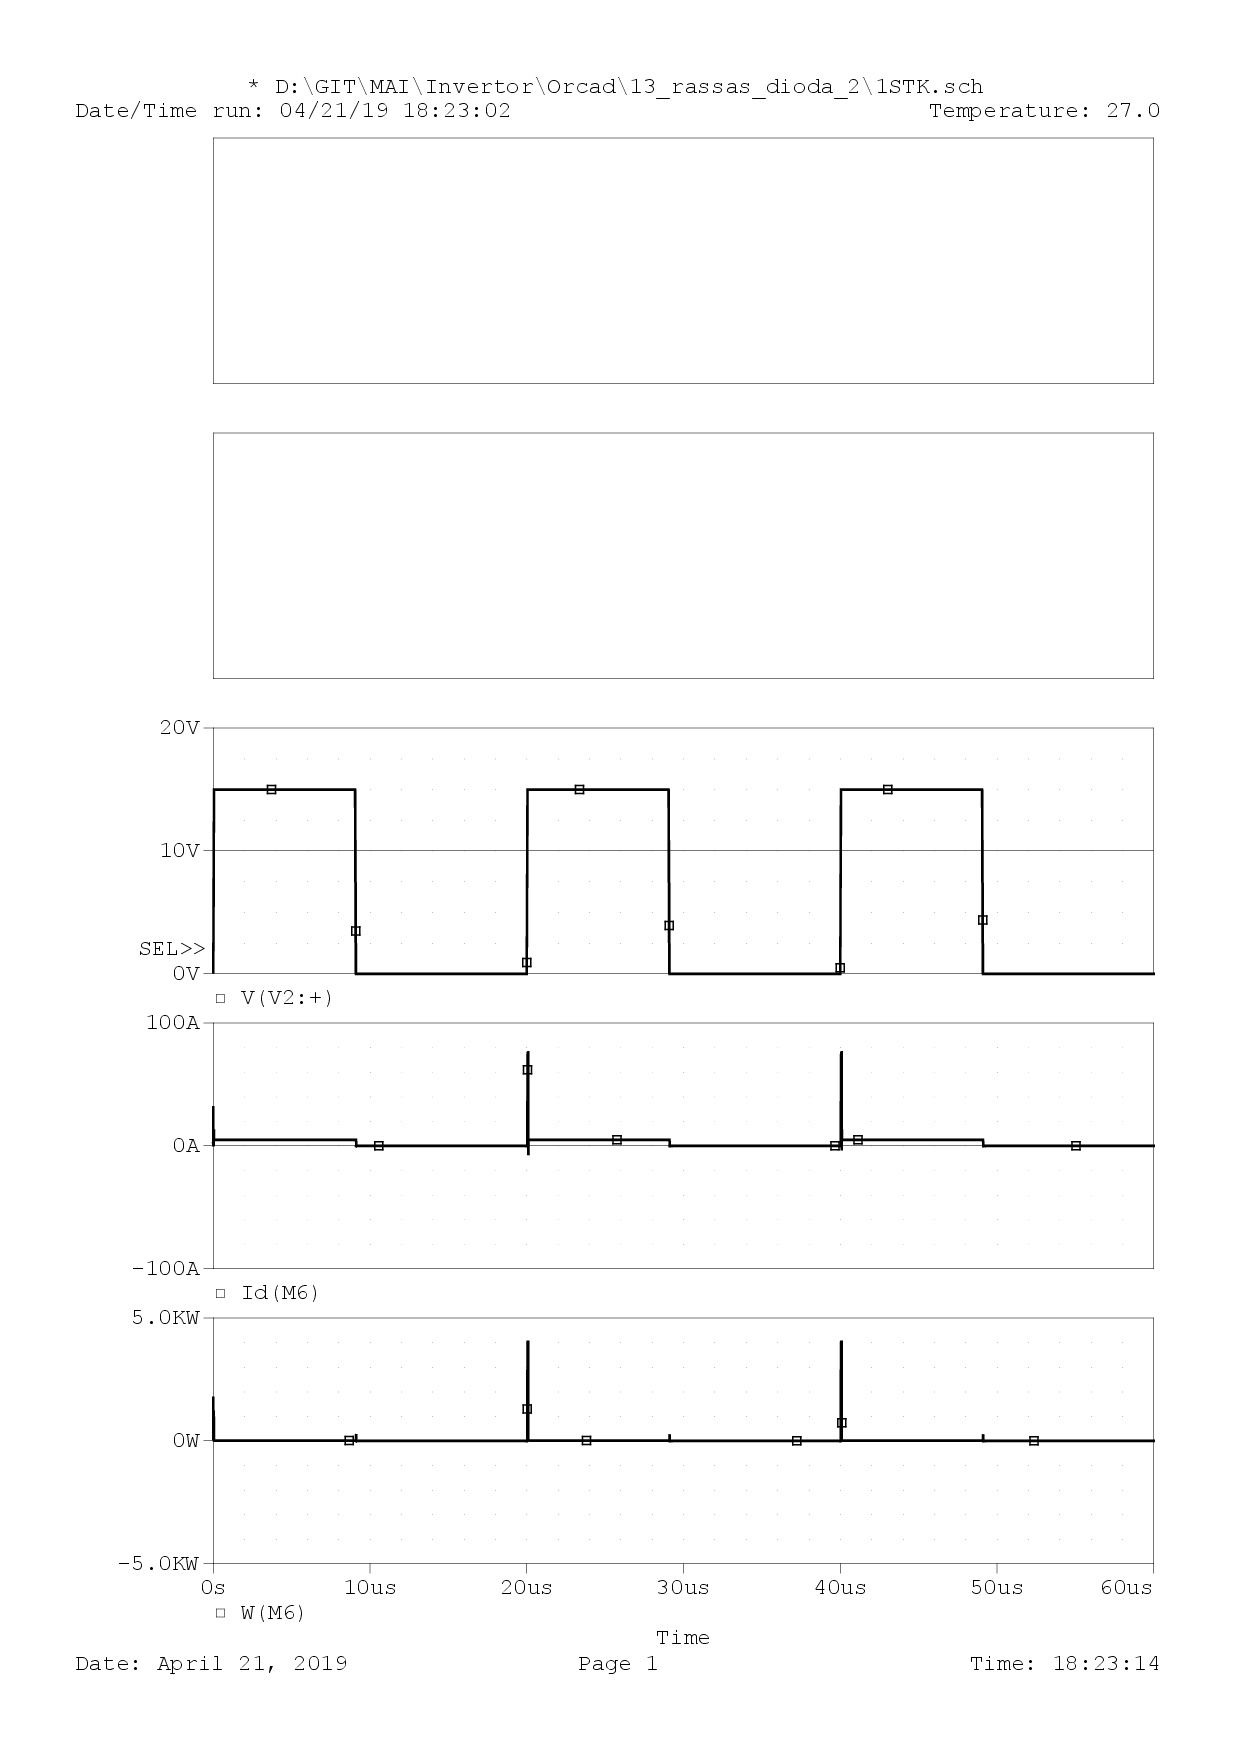 * D:\GIT\MAI\Invertor\Orcad\13_rassas_dioda_2\1STK.sch
Date/Time run: 04/21/19 18:23:02 Temperature: 27.0
20V
10V
SEL>>
0V
V(V2:+)
100A
0A
-100A
Id(M6)
5.0KW
0W
-5.0KW
0s 10us 20us 30us 40us 50us 60us
W(M6)
Time
Date: April 21, 2019 Page 1 Time: 18:23:14